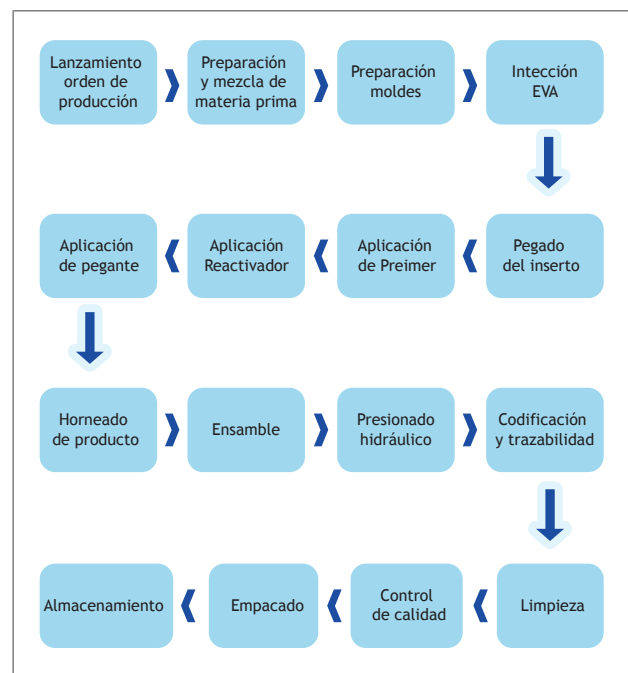 Lanzamiento
orden de
producción
Preparación
y mezcla de
materia prima
Preparación
moldes
Intección
EVA
Pegado
del inserto
Aplicación
de Preimer
Aplicación
Reactivador
Aplicación
de pegante
Horneado
de producto
Ensamble
Presionado
hidráulico
Codificación
y trazabilidad
Limpieza
Control
de calidad
Empacado
Almacenamiento